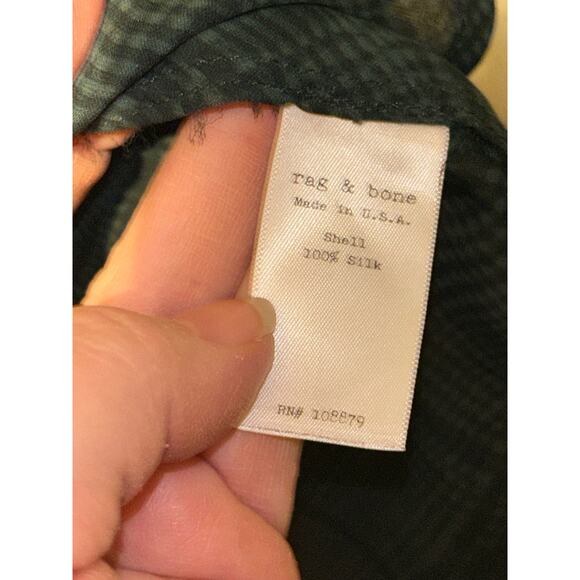 rag & bone
Made in U.S.A.
Shell
100% Silk
RN# 108879